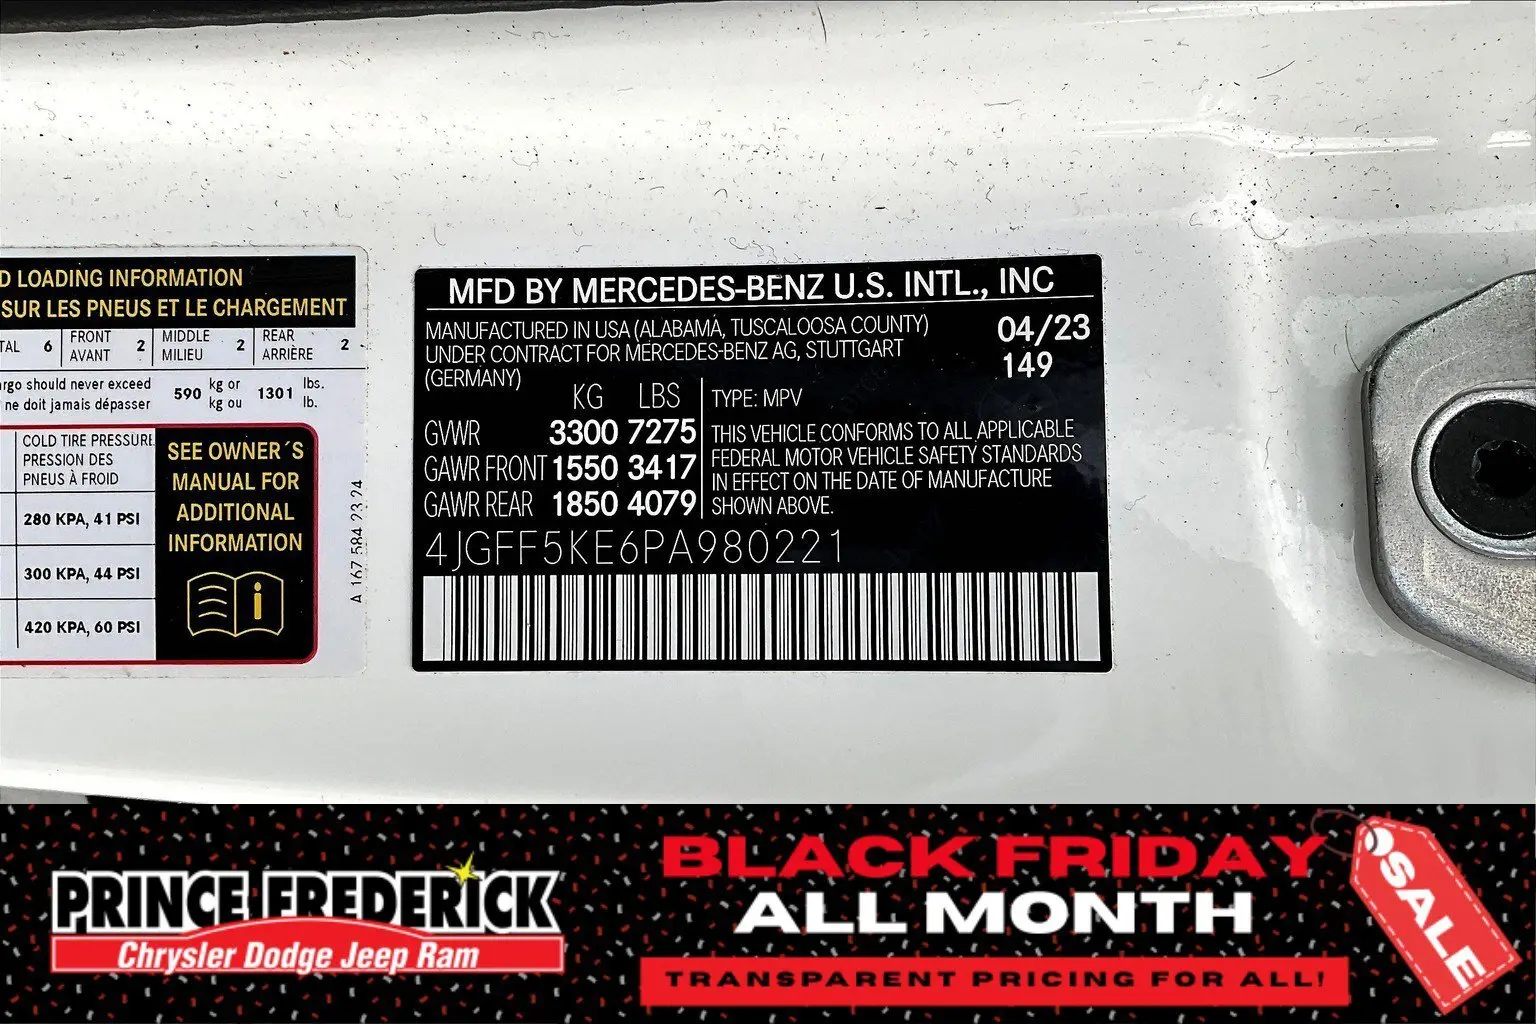 D LOADING INFORMATION
SUR LES PNEUS ET LE CHARGEMENT
TAL 6 FRONT AVANT 2 MIDDLE MILIEU 2 REAR ARRIÈRE 2
argo should never exceed 590 kg or 1301 lbs.
ne doit jamais dépasser kg ou lb.
COLD TIRE PRESSURE
PRESSION DES
PNEUS À FROID
280 KPA, 41 PSI
300 KPA, 44 PSI
420 KPA, 60 PSI
SEE OWNER´S
MANUAL FOR
ADDITIONAL
INFORMATION
i
A 167 584 23 24
MFD BY MERCEDES-BENZ U.S. INTL., INC
MANUFACTURED IN USA (ALABAMA, TUSCALOOSA COUNTY)
UNDER CONTRACT FOR MERCEDES-BENZ AG, STUTTGART
(GERMANY)
04/23
149
KG LBS
GVWR 3300 7275
GAWR FRONT 1550 3417
GAWR REAR 1850 4079
TYPE: MPV
THIS VEHICLE CONFORMS TO ALL APPLICABLE
FEDERAL MOTOR VEHICLE SAFETY STANDARDS
IN EFFECT ON THE DATE OF MANUFACTURE
SHOWN ABOVE.
4JGFF5KE6PA980221
PRINCE FREDERICK
Chrysler Dodge Jeep Ram
BLACK FRIDAY
ALL MONTH
TRANSPARENT PRICING FOR ALL!
SALE